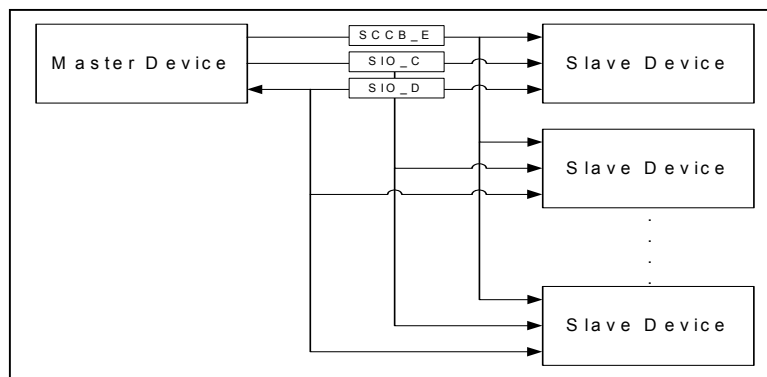 SCCB_E
Master Device
SIO_C
Slave Device
SIO_D
Slave Device
Slave Device